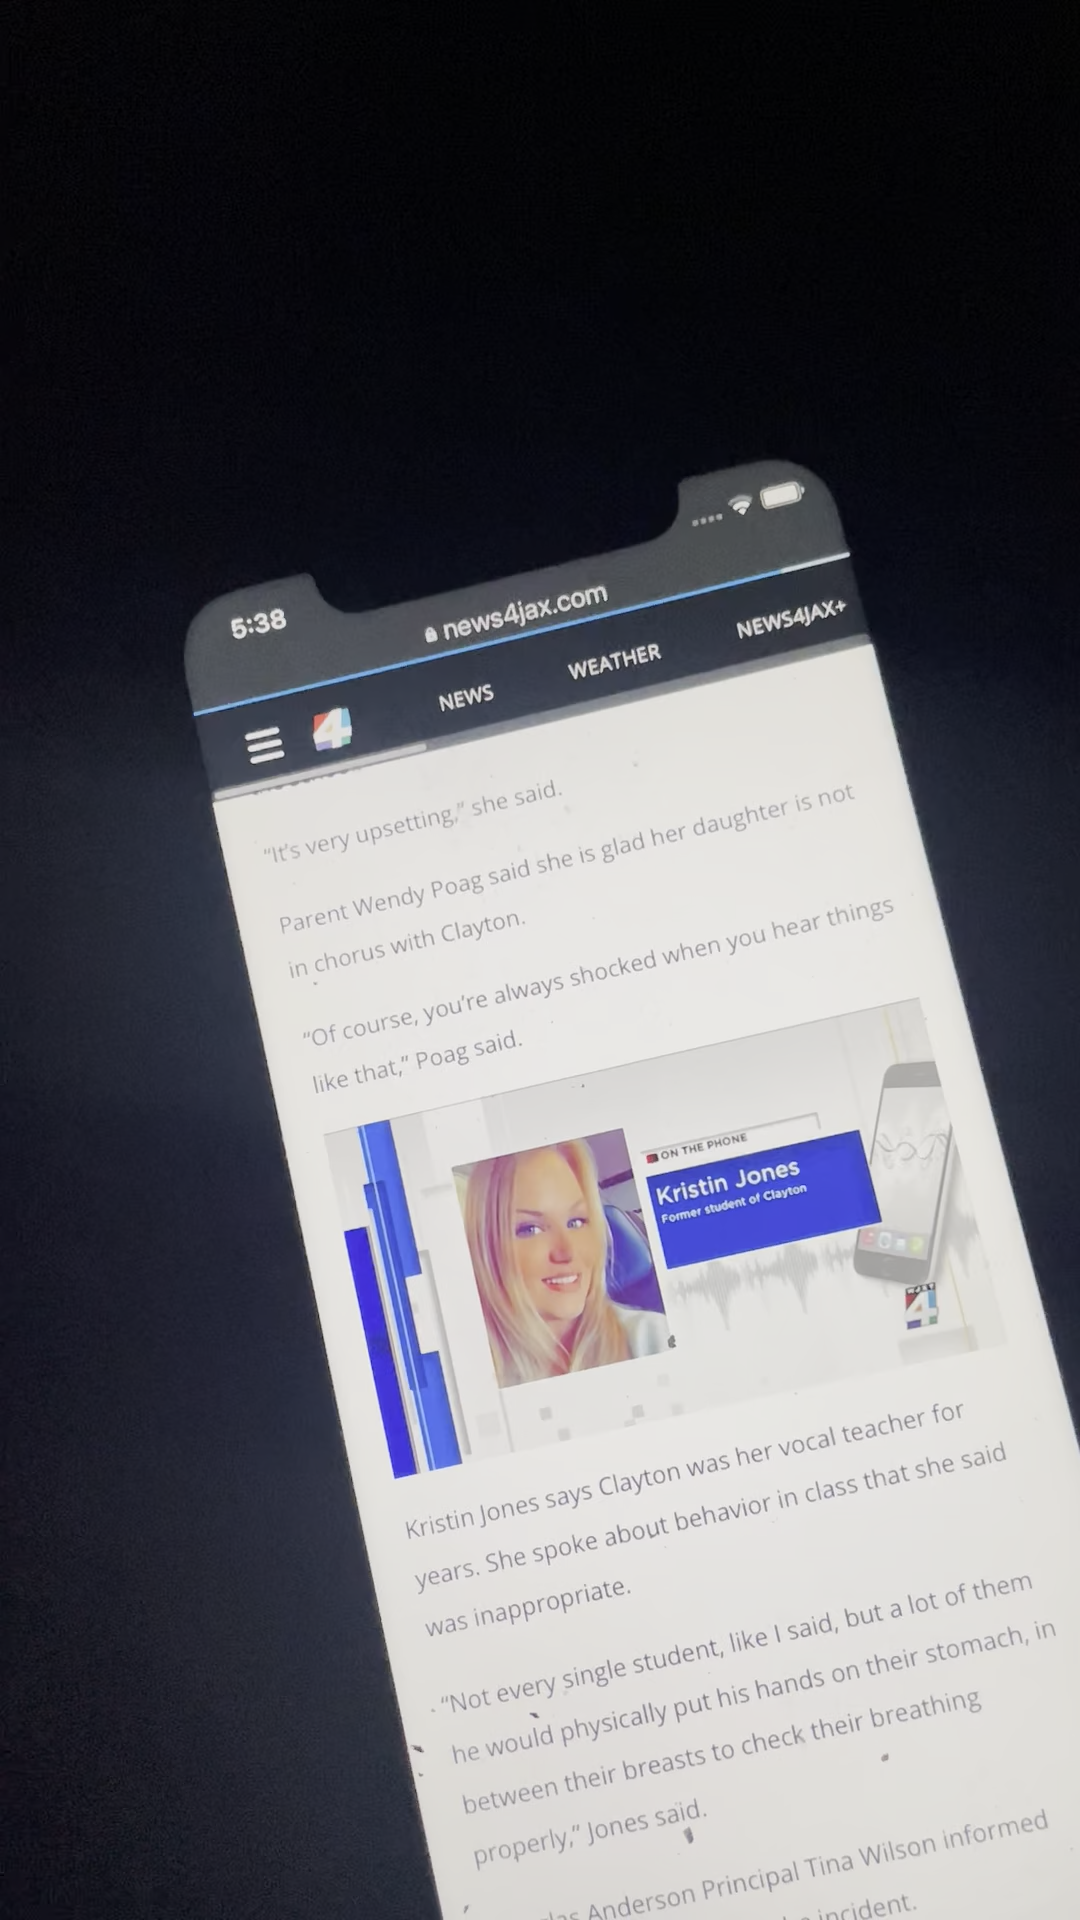 5:38
news4jax.com
4
NEWS
WEATHER
NEWS4JAX+
“It’s very upsetting,” she said.
Parent Wendy Poag said she is glad her daughter is not
in chorus with Clayton.
“Of course, you’re always shocked when you hear things
like that,” Poag said.
ON THE PHONE
Kristin Jones
Former student of Clayton
WJXT
4
Kristin Jones says Clayton was her vocal teacher for
years. She spoke about behavior in class that she said
was inappropriate.
“Not every single student, like I said, but a lot of them
he would physically put his hands on their stomach, in
between their breasts to check their breathing
properly,” Jones said.
Anderson Principal Tina Wilson informed
incident.